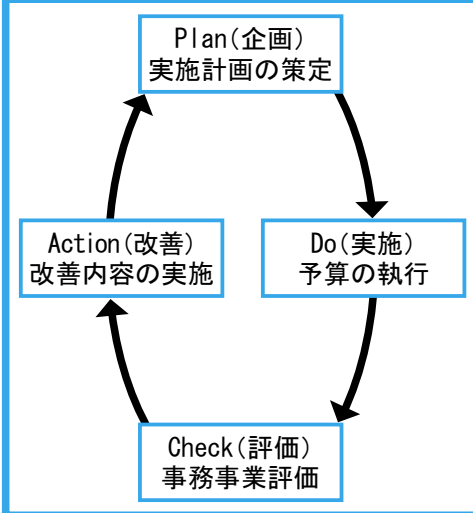 Plan(企画)
実施計画の策定
Do(実施)
予算の執行
Check(評価)
事務事業評価
Action(改善)
改善内容の実施